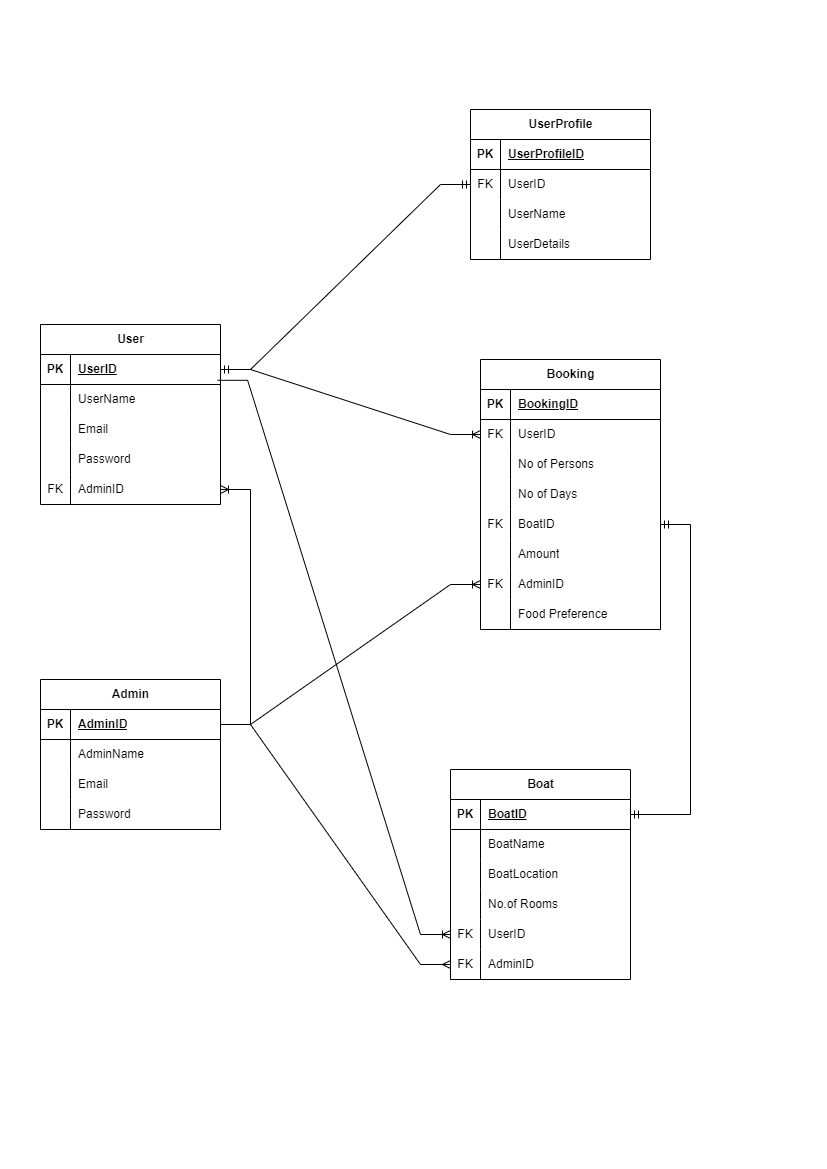 UserProfile
PK UserProfileID
FK UserID
UserName
UserDetails
User
PK UserID
UserName
Email
Password
FK AdminID
Booking
PK BookingID
FK UserID
No of Persons
No of Days
FK BoatID
Amount
FK AdminID
Food Preference
Admin
PK AdminID
AdminName
Email
Password
Boat
PK BoatID
BoatName
BoatLocation
No.of Rooms
FK UserID
FK AdminID